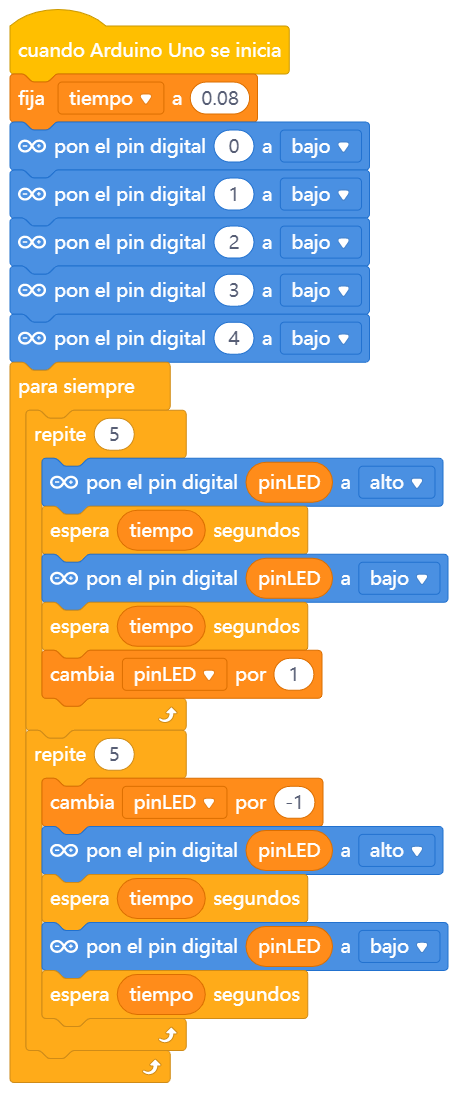 cuando Arduino Uno se inicia
fija tiempo a 0.08
pon el pin digital 0 a bajo
pon el pin digital 1 a bajo
pon el pin digital 2 a bajo
pon el pin digital 3 a bajo
pon el pin digital 4 a bajo
para siempre
repite 5
pon el pin digital pinLED a alto
espera tiempo segundos
pon el pin digital pinLED a bajo
espera tiempo segundos
cambia pinLED por 1
repite 5
cambia pinLED por -1
pon el pin digital pinLED a alto
espera tiempo segundos
pon el pin digital pinLED a bajo
espera tiempo segundos